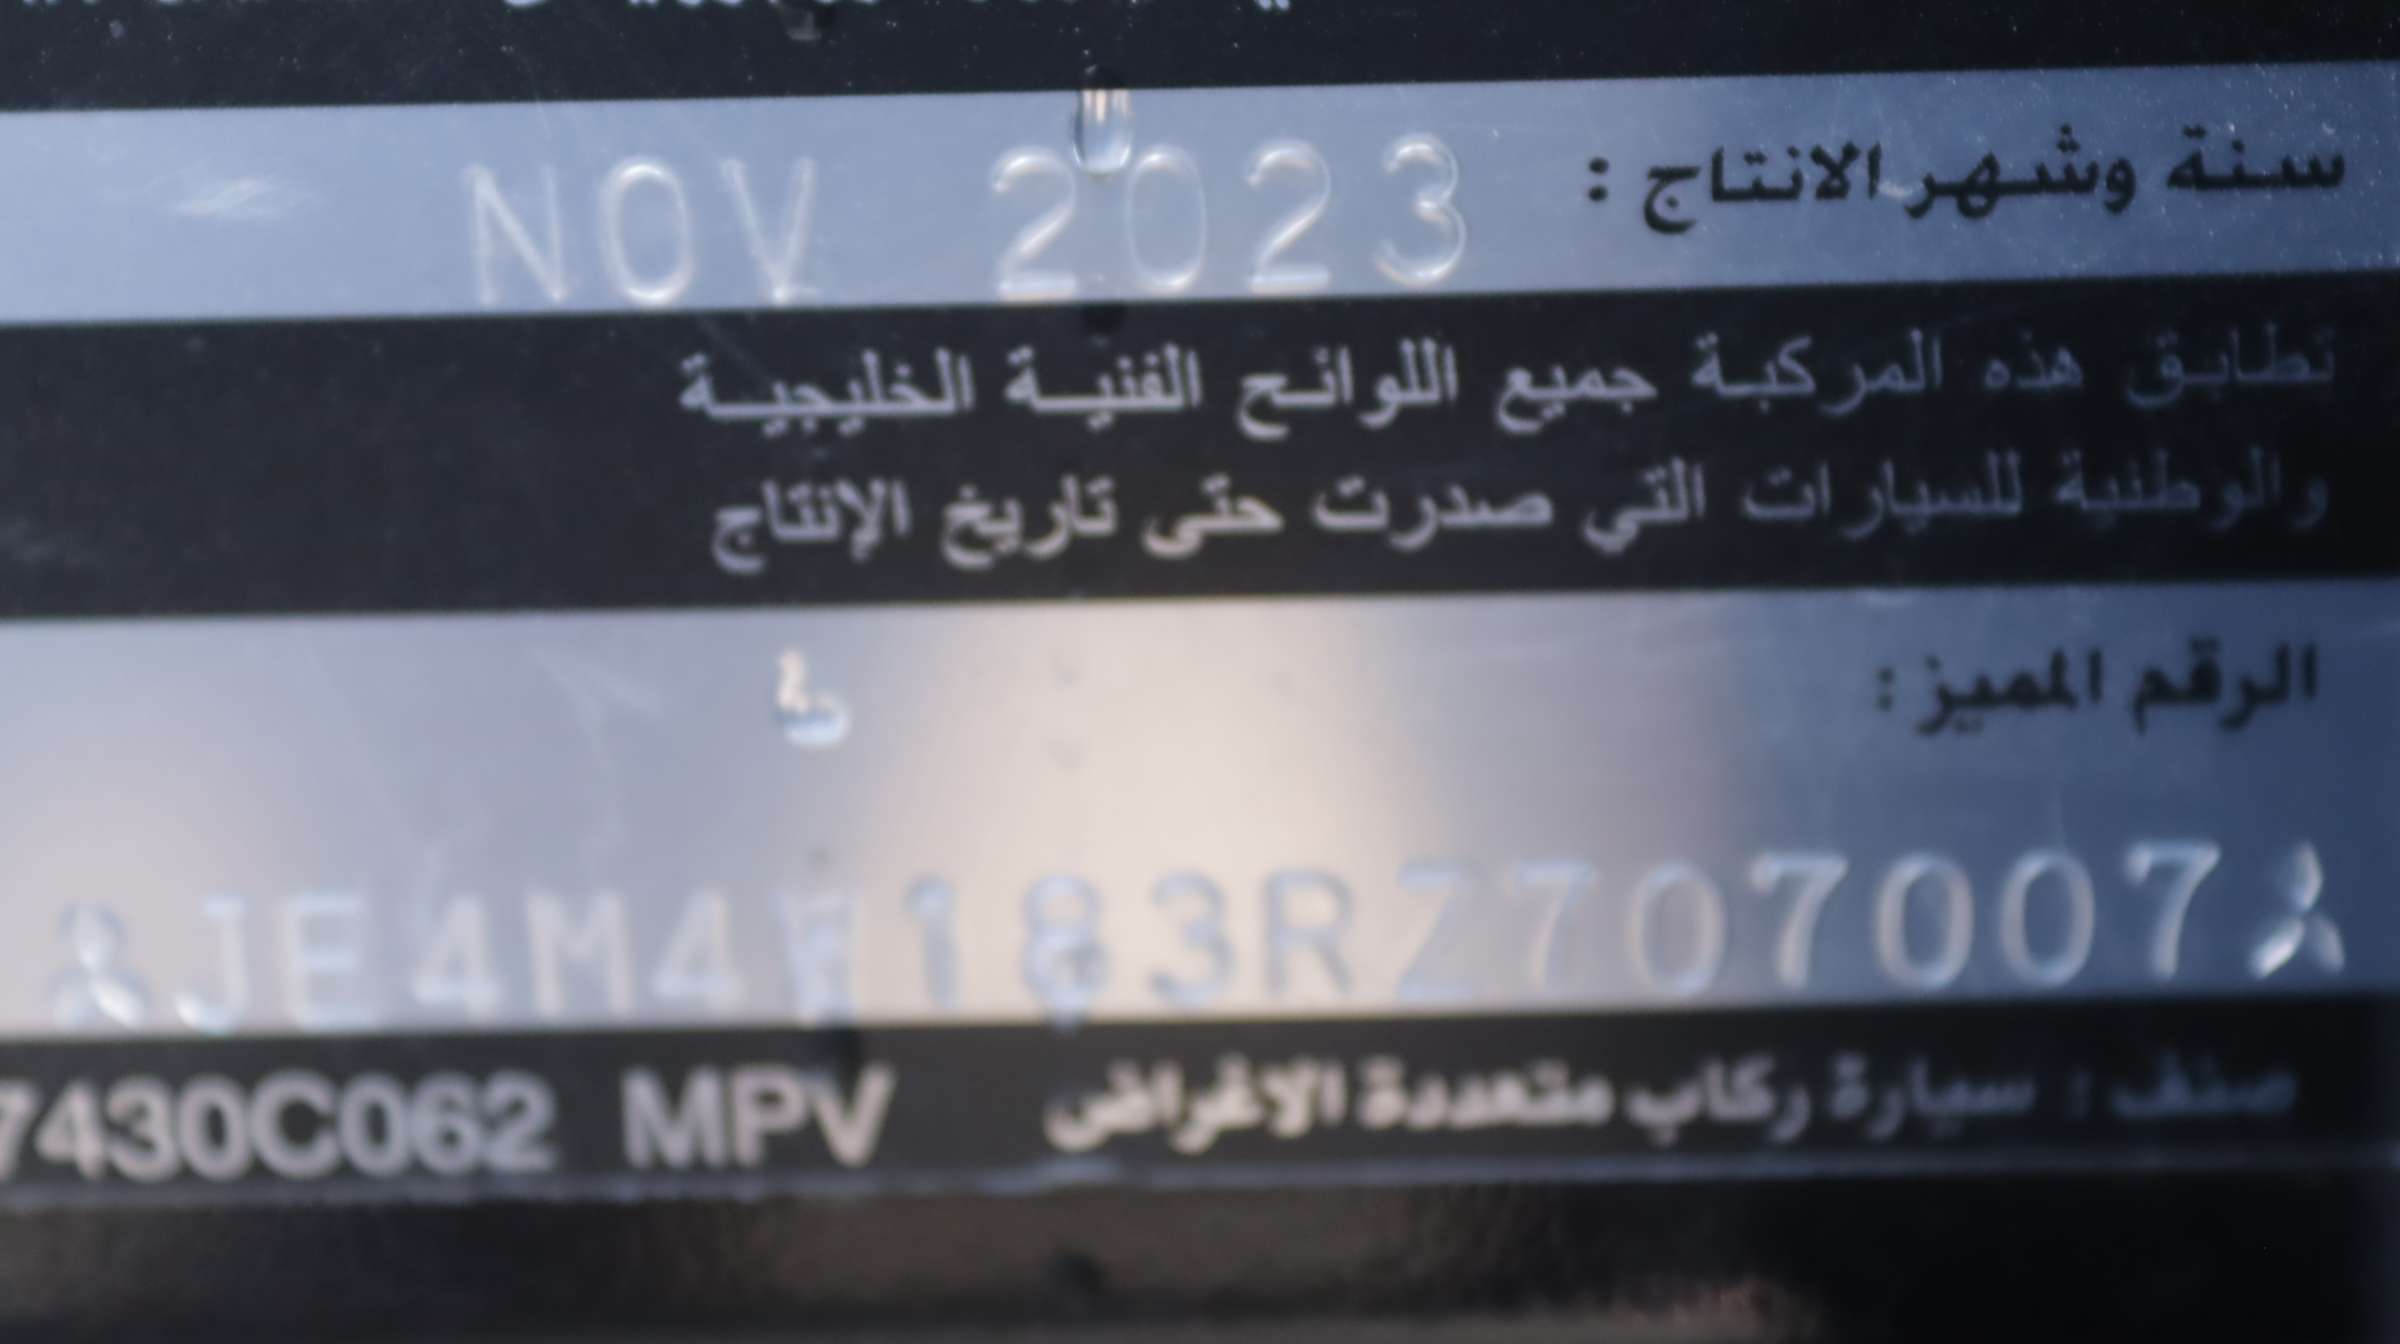 سنة وشهر الانتاج : NOV 2023
تطابق هذه المركبة جميع اللوائح الفنية الخليجية
والوطنية للسيارات التي صدرت حتى تاريخ الإنتاج
الرقم المميز:
JE4M4W183RZ707007
صنف : سيارة ركاب متعددة الاغراض 7430C062 MPV